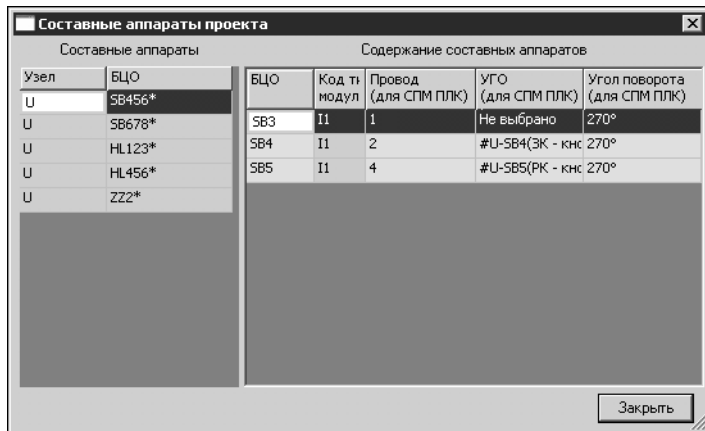 Составные аппараты проекта
Составные аппараты
Содержание составных аппаратов
Узел БЦО
U SB456*
U SB678*
U HL123*
U HL456*
U ZZ2*
БЦО Код ти Провод УГО Угол поворота
модул (для СПМ ПЛК) (для СПМ ПЛК) (для СПМ ПЛК)
SB3 I1 1 Не выбрано 270°
SB4 I1 2 #U-SB4(ЗК - кнс 270°
SB5 I1 4 #U-SB5(РК - кнс 270°
Закрыть